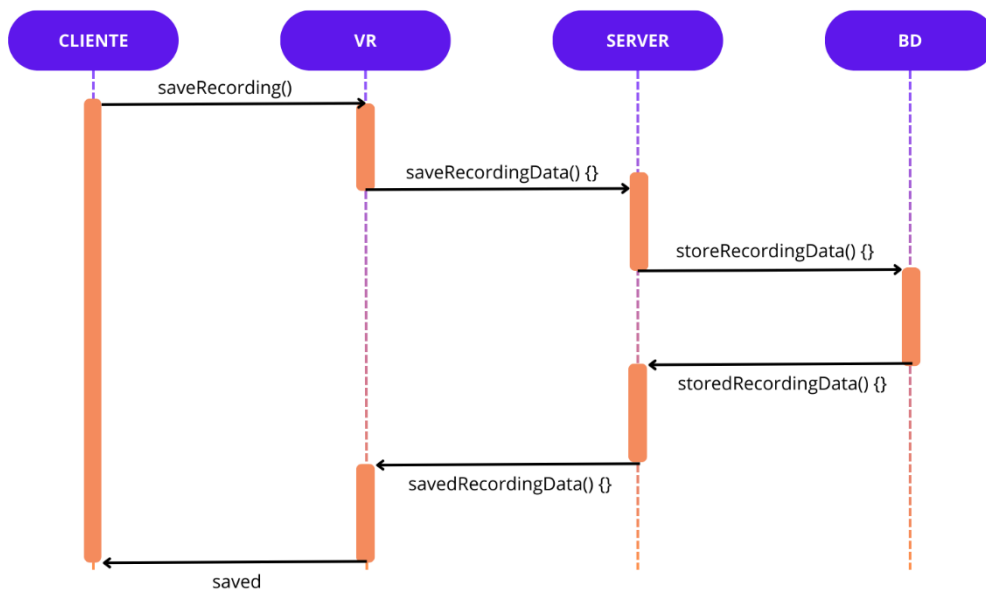 CLIENTE
VR
SERVER
BD
saveRecording()
saveRecordingData() {}
storeRecordingData() {}
storedRecordingData() {}
savedRecordingData() {}
saved